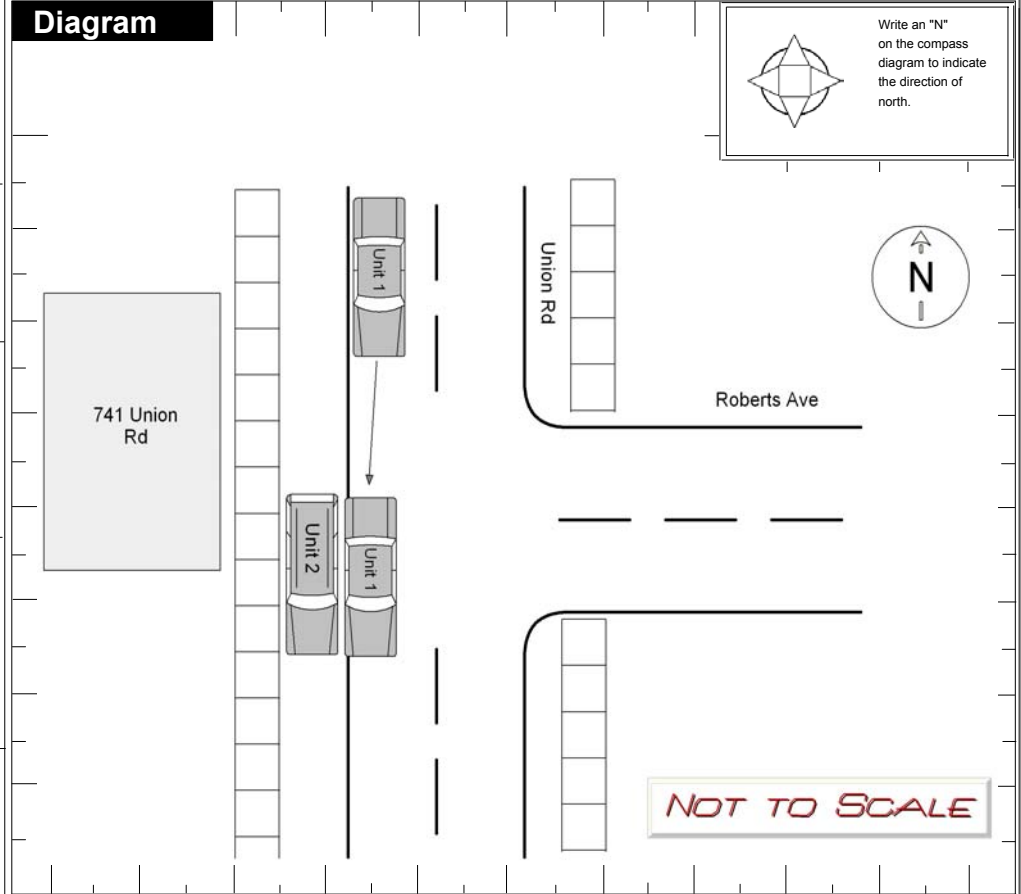 Diagram
Write an "N"
on the compass
diagram to indicate
the direction of
north.
Unit 1
Union Rd
N
741 Union
Rd
Roberts Ave
Unit 2
Unit 1
NOT TO SCALE